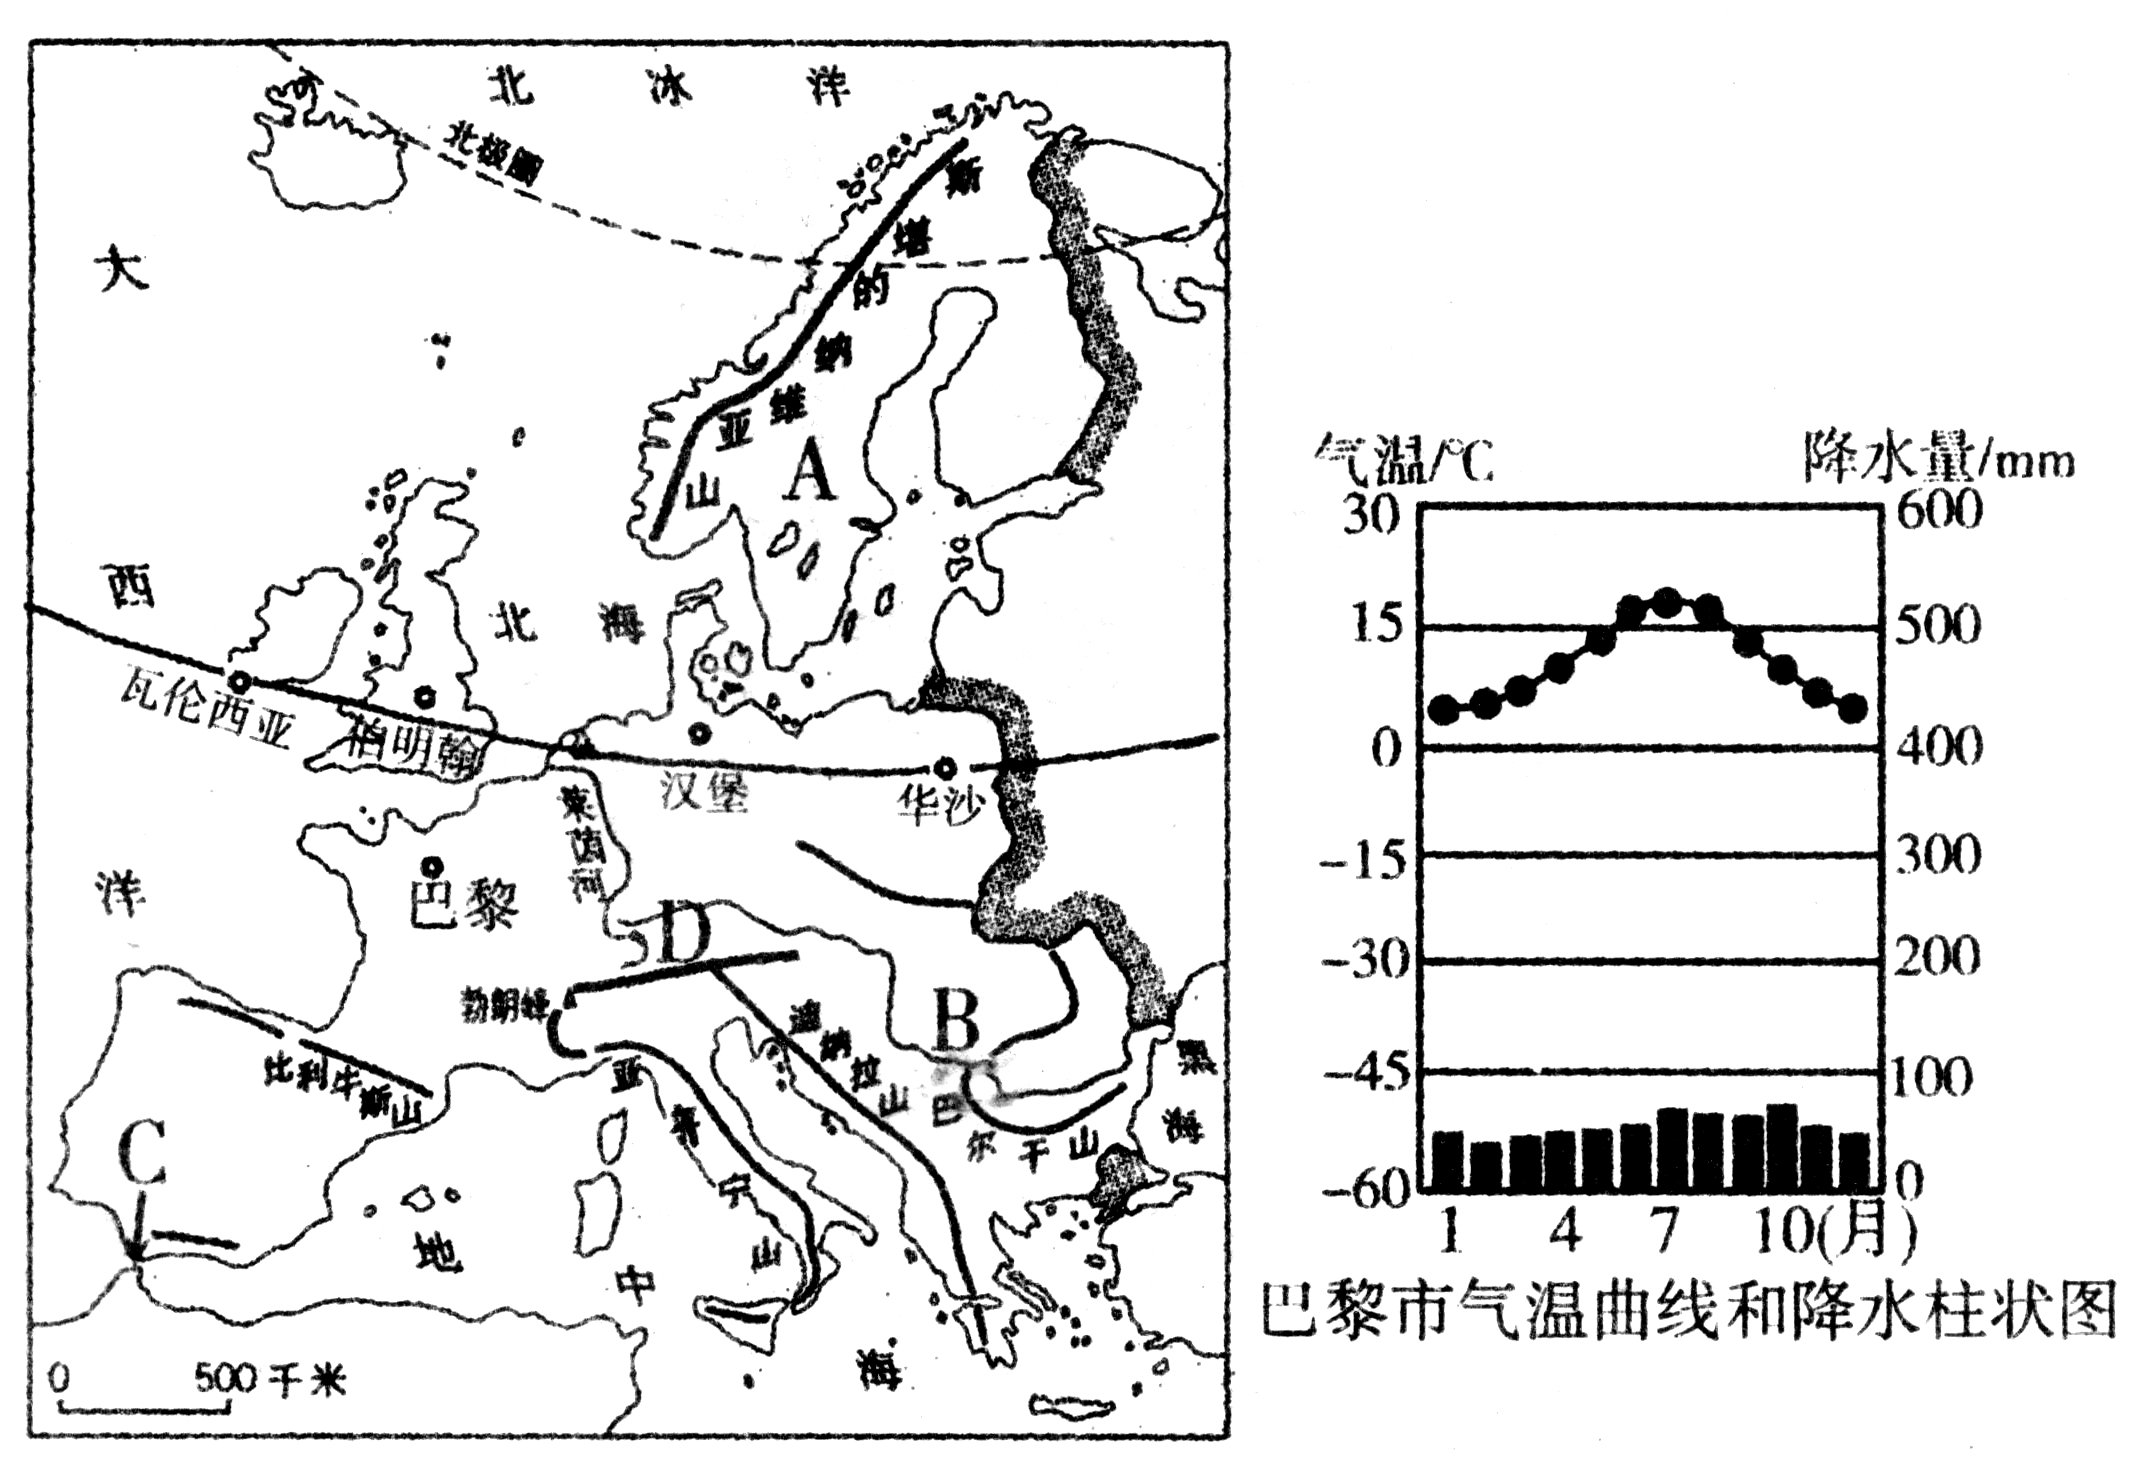 北冰洋
北极圈
大西洋
斯堪的纳维亚山
A
北海
瓦伦西亚
伯明翰
汉堡
华沙
莱茵河
巴黎
D
勃朗峰
B
迪纳拉山
比利牛斯山
亚平宁山
巴尔干山
黑海
C
地中海
0 500千米
气温/℃ 降水量/mm
30 600
15 500
0 400
-15 300
-30 200
-45 100
-60 0
1 4 7 10(月)
巴黎市气温曲线和降水柱状图